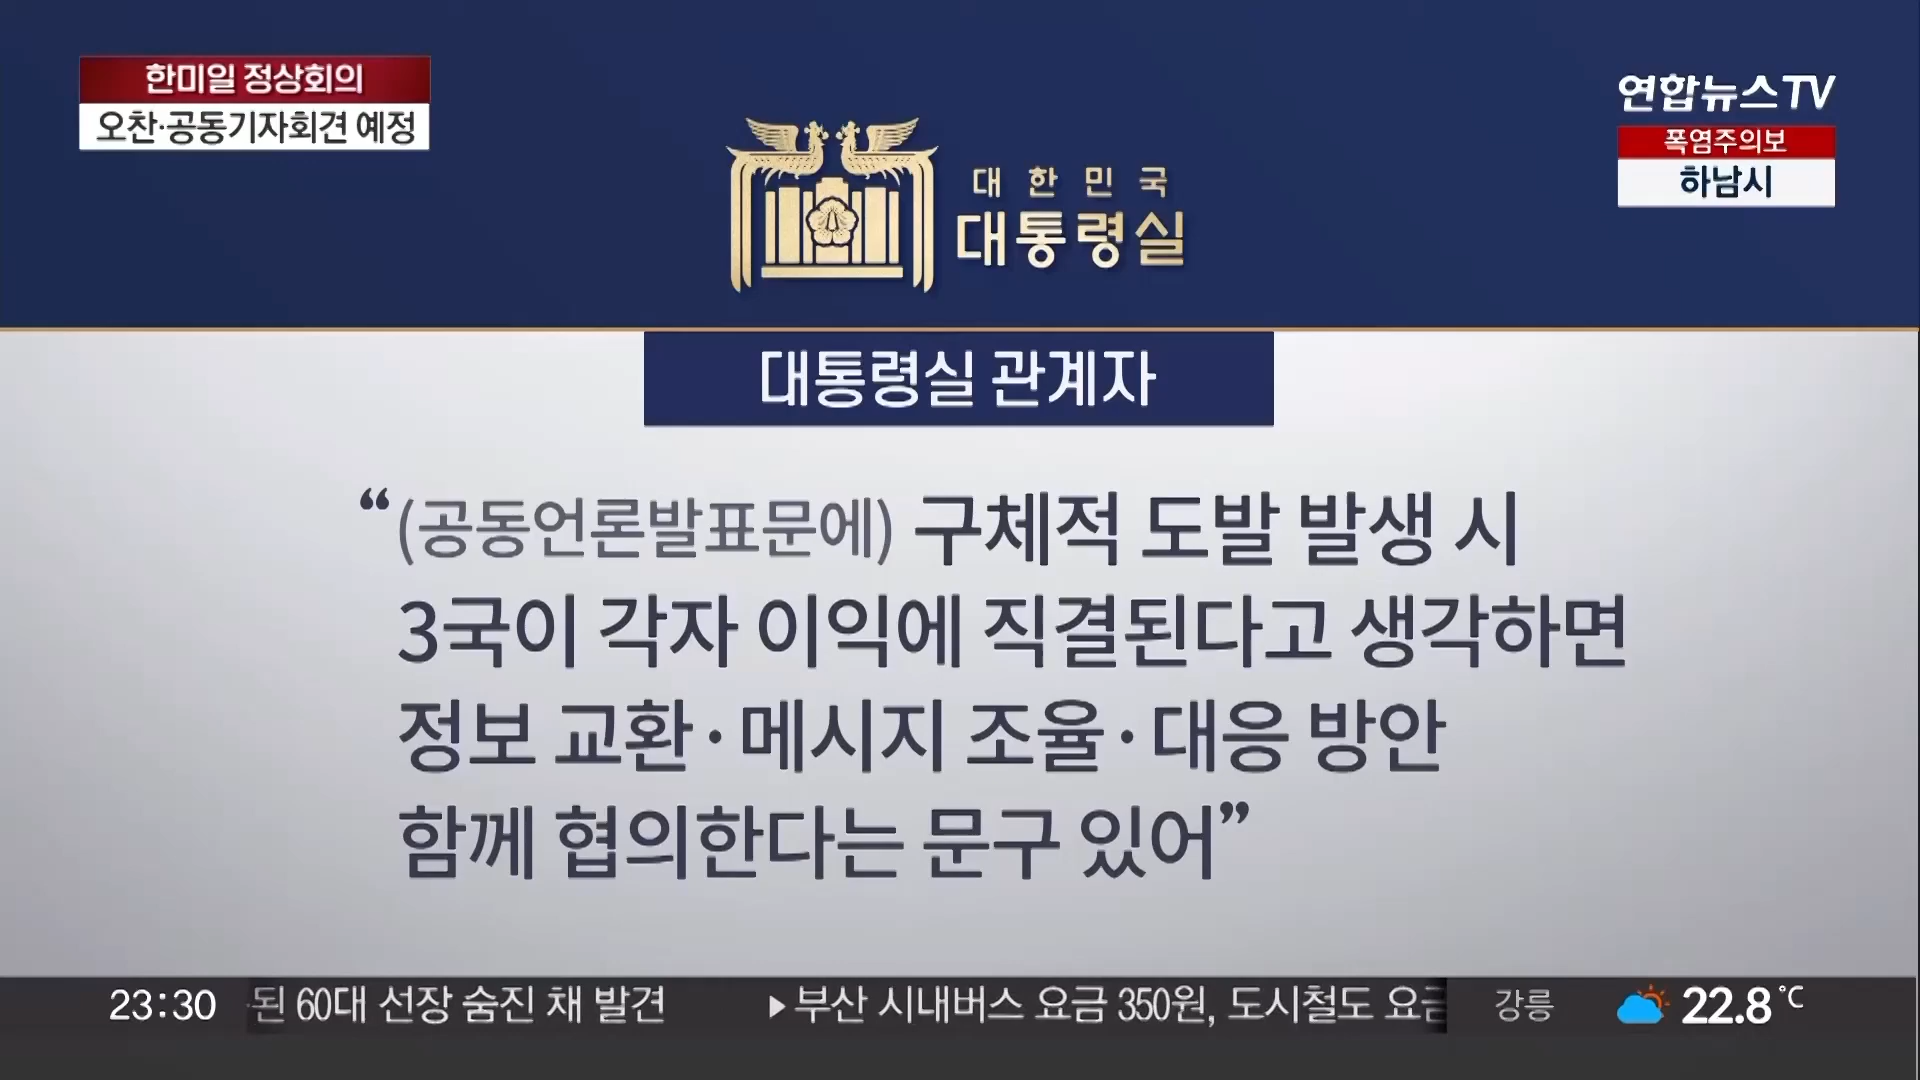 한미일 정상회의
오찬·공동기자회견 예정
연합뉴스TV
폭염주의보
하남시
대한민국
대통령실
대통령실 관계자
“(공동언론발표문에) 구체적 도발 발생 시
3국이 각자 이익에 직결된다고 생각하면
정보 교환·메시지 조율·대응 방안
함께 협의한다는 문구 있어”
23:30 된 60대 선장 숨진 채 발견 ▶부산 시내버스 요금 350원, 도시철도 요금 강릉 22.8℃